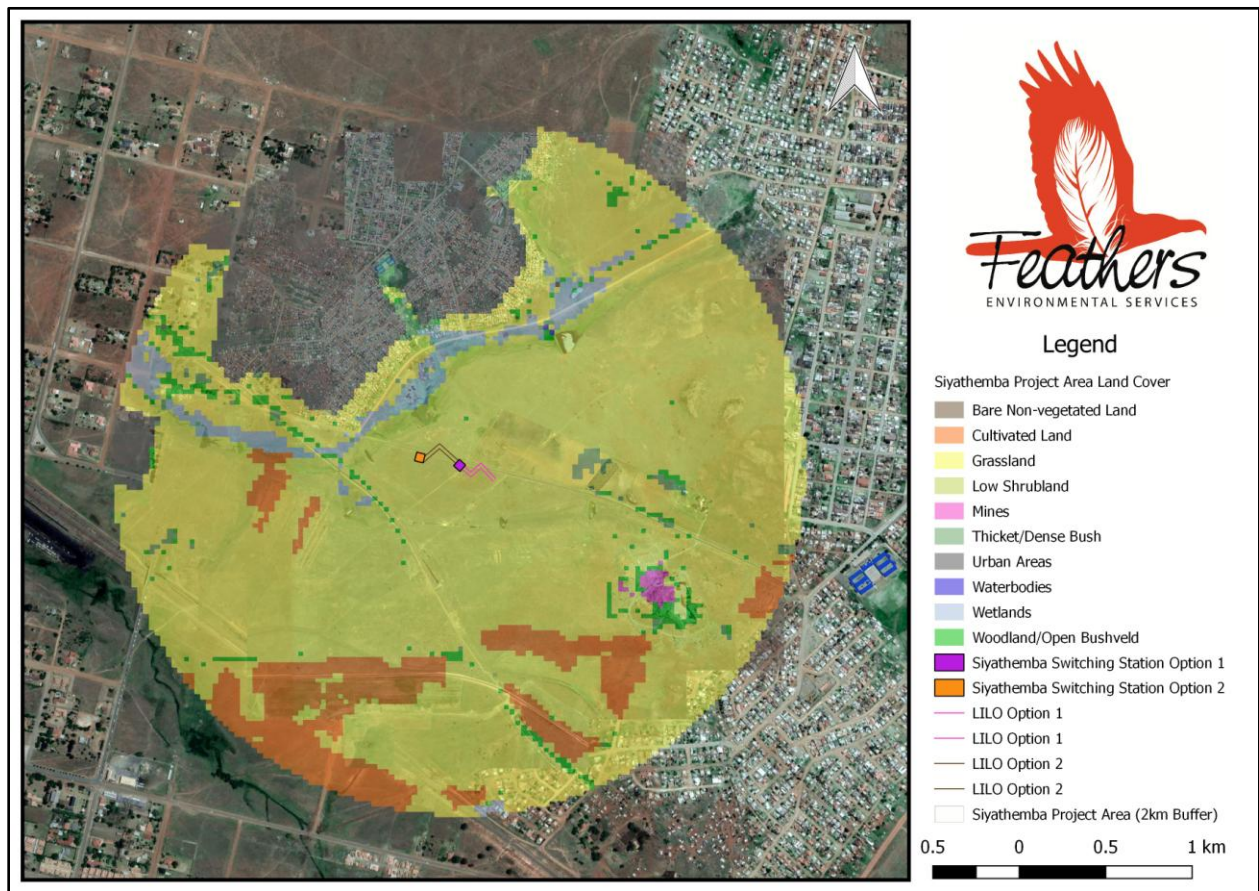 Feathers
ENVIRONMENTAL SERVICES
Legend
Siyathemba Project Area Land Cover
Bare Non-vegetated Land
Cultivated Land
Grassland
Low Shrubland
Mines
Thicket/Dense Bush
Urban Areas
Waterbodies
Wetlands
Woodland/Open Bushveld
Siyathemba Switching Station Option 1
Siyathemba Switching Station Option 2
LILO Option 1
LILO Option 1
LILO Option 2
LILO Option 2
Siyathemba Project Area (2km Buffer)
0.5 0 0.5 1 km